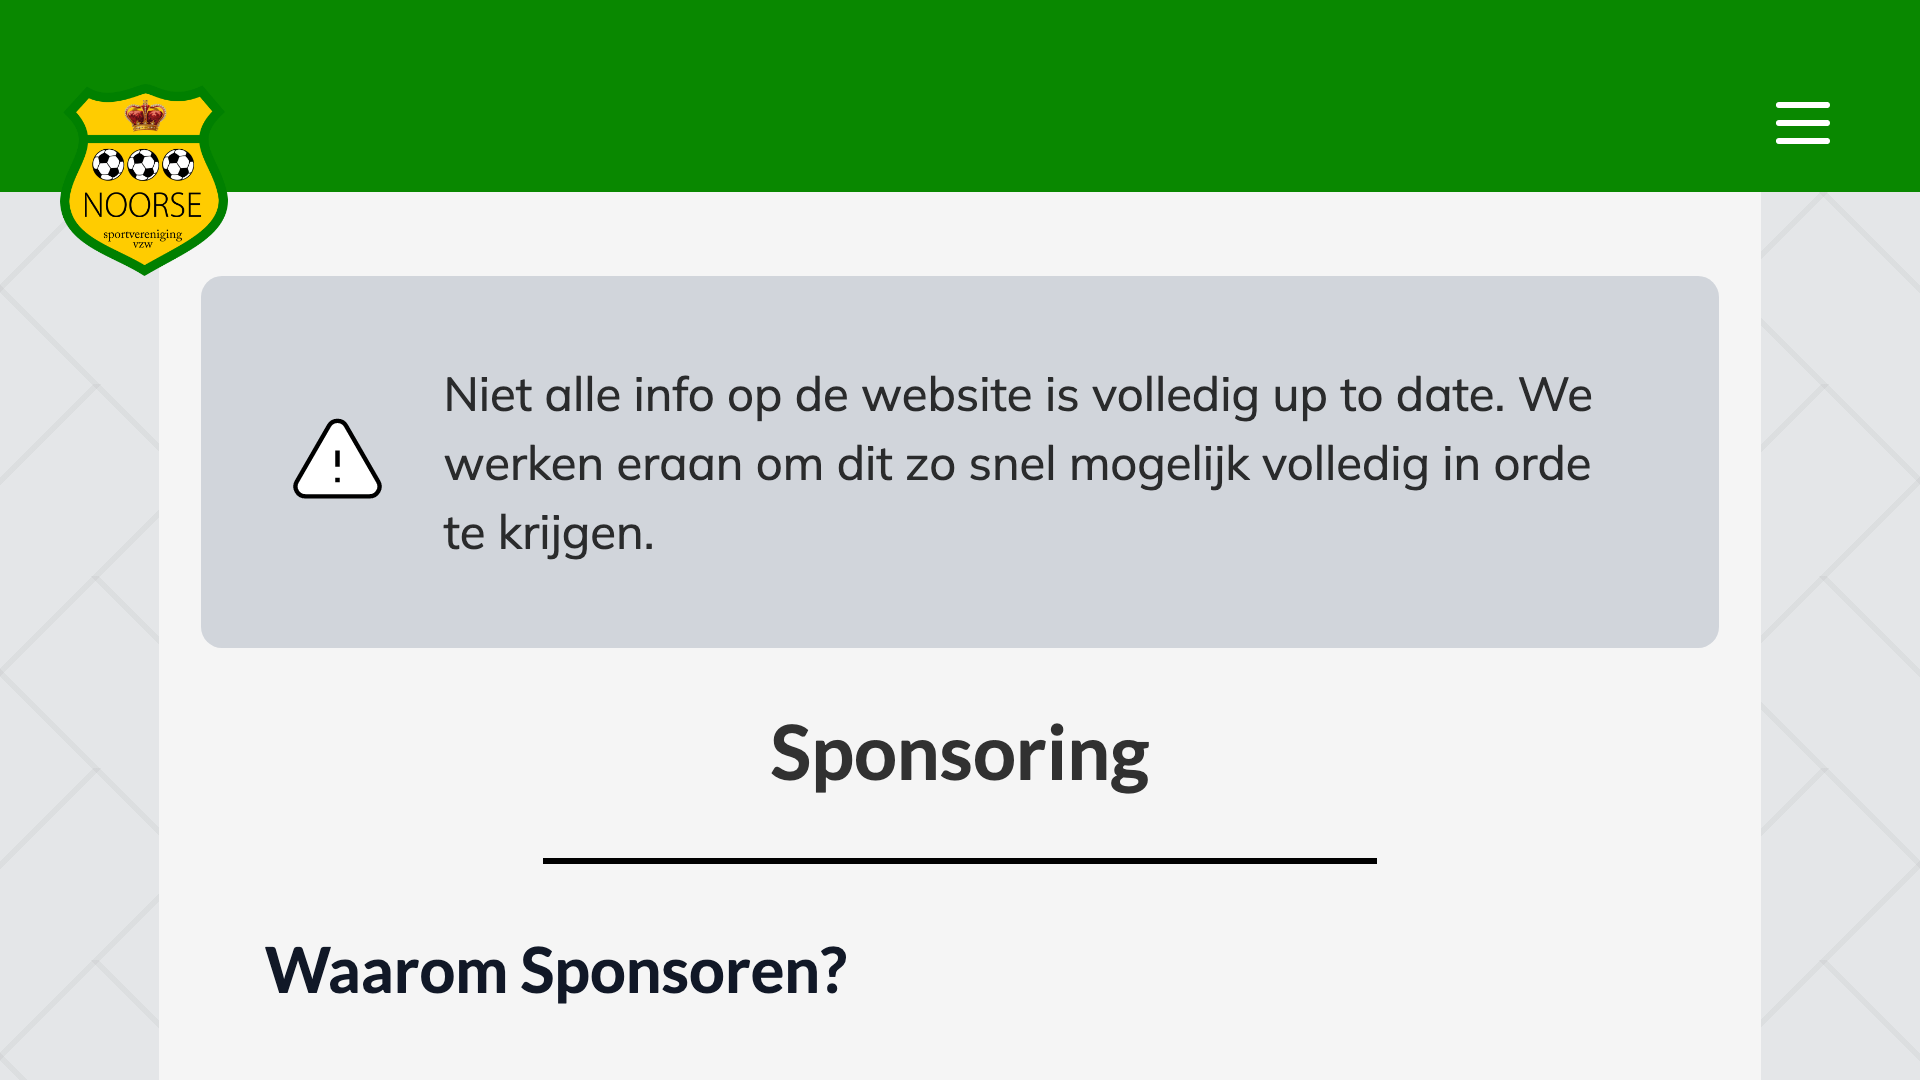 NOORSE
sportvereniging
vzw
Niet alle info op de website is volledig up to date. We
werken eraan om dit zo snel mogelijk volledig in orde
te krijgen.
Sponsoring
Waarom Sponsoren?